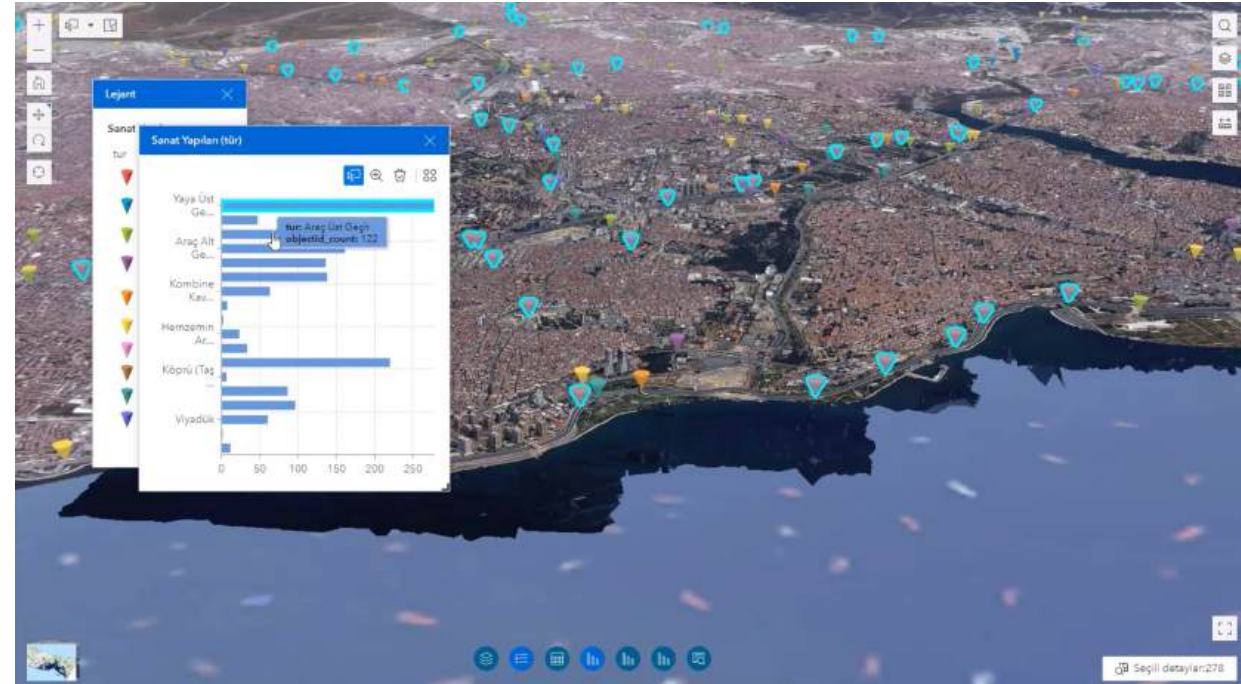 Lejant
Sanat
tur
Sanat Yapıları (tür)
Yaya Üst
Ge...
tur: Araç Üst Geçit
objectid_count: 122
Araç Alt
Ge...
Kombine
Kav...
Hemzemin
Ar...
Köprü (Taş
...
Viyadük
0 50 100 150 200 250
Seçili detaylar:278